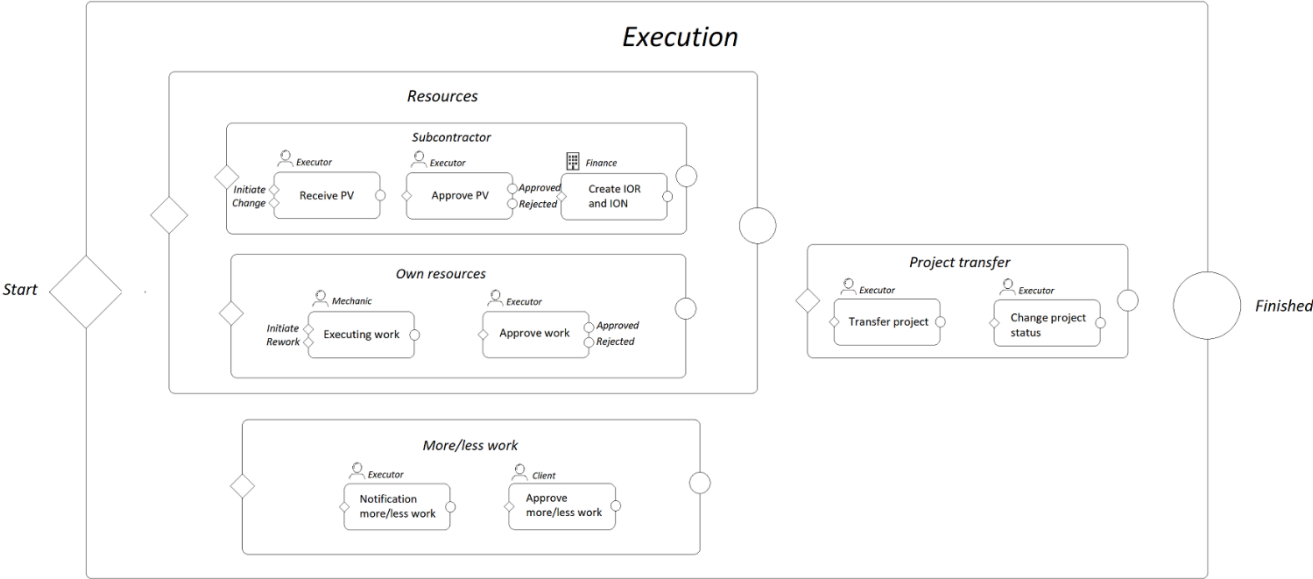 Execution
Resources
Subcontractor
Executor
Executor
Finance
Initiate
Change
Receive PV
Approve PV
Approved
Rejected
Create IOR
and ION
Own resources
Mechanic
Executor
Initiate
Rework
Executing work
Approve work
Approved
Rejected
Start
Project transfer
Executor
Executor
Transfer project
Change project
status
Finished
More/less work
Executor
Client
Notification
more/less work
Approve
more/less work